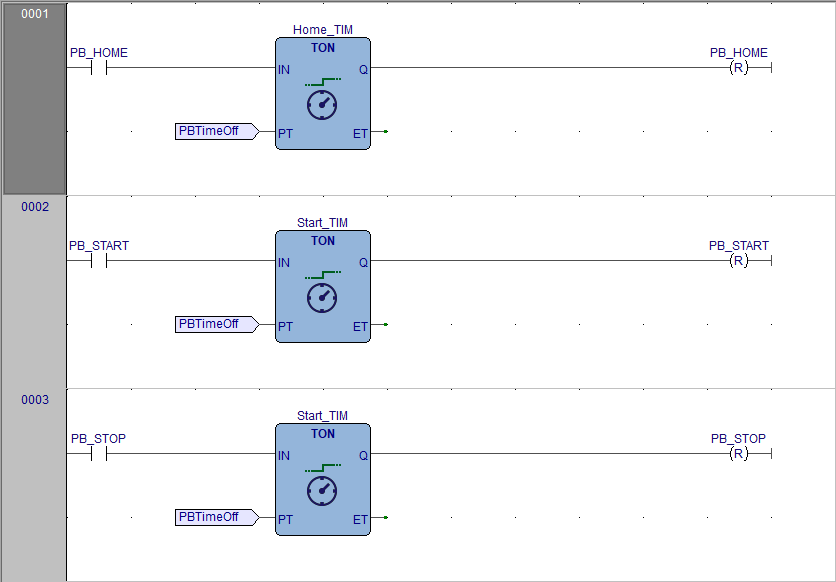 0001
Home_TIM
TON
PB_HOME
IN
Q
PB_HOME
(R)
PBTimeOff
PT
ET
0002
Start_TIM
TON
PB_START
IN
Q
PB_START
(R)
PBTimeOff
PT
ET
0003
Start_TIM
TON
PB_STOP
IN
Q
PB_STOP
(R)
PBTimeOff
PT
ET